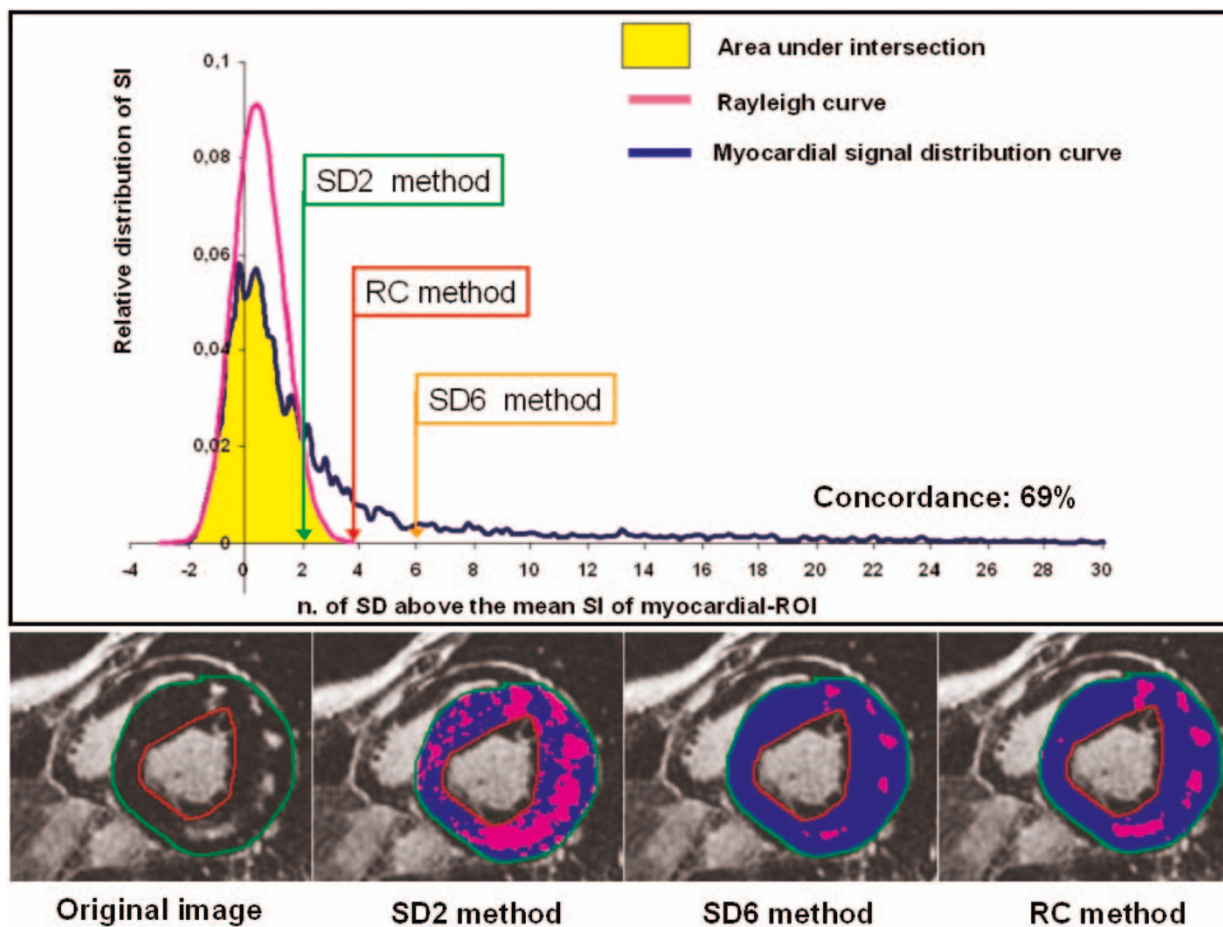 Area under intersection
Rayleigh curve
Myocardial signal distribution curve
Relative distribution of SI
0,1
0,08
0,06
0,04
0,02
0
SD2 method
RC method
SD6 method
Concordance: 69%
-4 -2 0 2 4 6 8 10 12 14 16 18 20 22 24 26 28 30
n. of SD above the mean SI of myocardial-ROI
Original image SD2 method SD6 method RC method